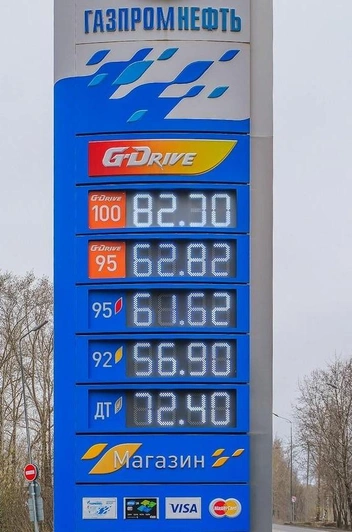 ГАЗПРОМНЕФТЬ
G-DRIVE
G-DRIVE 100 82.30
G-DRIVE 95 62.82
95 61.62
92 56.90
ДТ 72.40
Магазин
VISA MasterCard